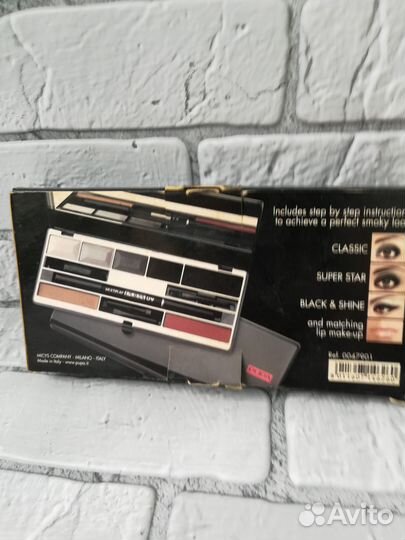 Includes step by step instruction
to achieve a perfect smoky loo
CLASSIC
SUPER STAR
BLACK & SHINE
and matching
lip make-up
Ref. 0047901
MULTIPLAY
PUPA
MICYS COMPANY - MILANO - ITALY
Made in Italy - www.pupa.it
Avito